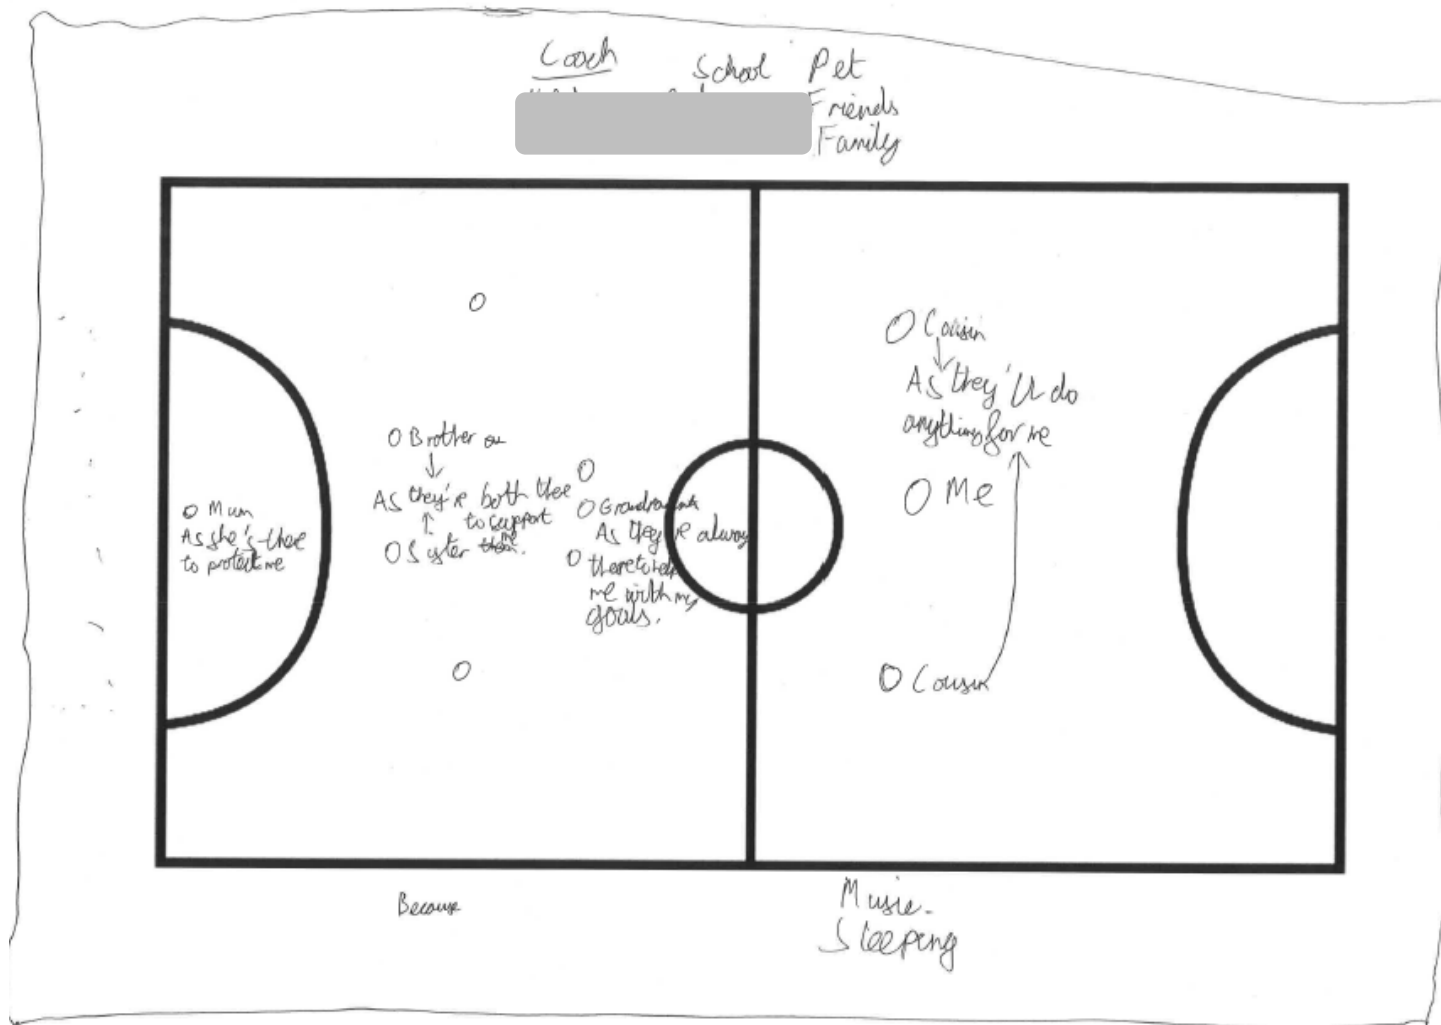 Coach School Pet
Friends
Family
Cousin
As they'll do
anything for me
Brother
As they're both there
to support
me
Sister
Me
Mum
As she's there
to protect me
Grandparents
As they're always
there to help
me with my
goals.
Cousin
Because
Music.
Sleeping